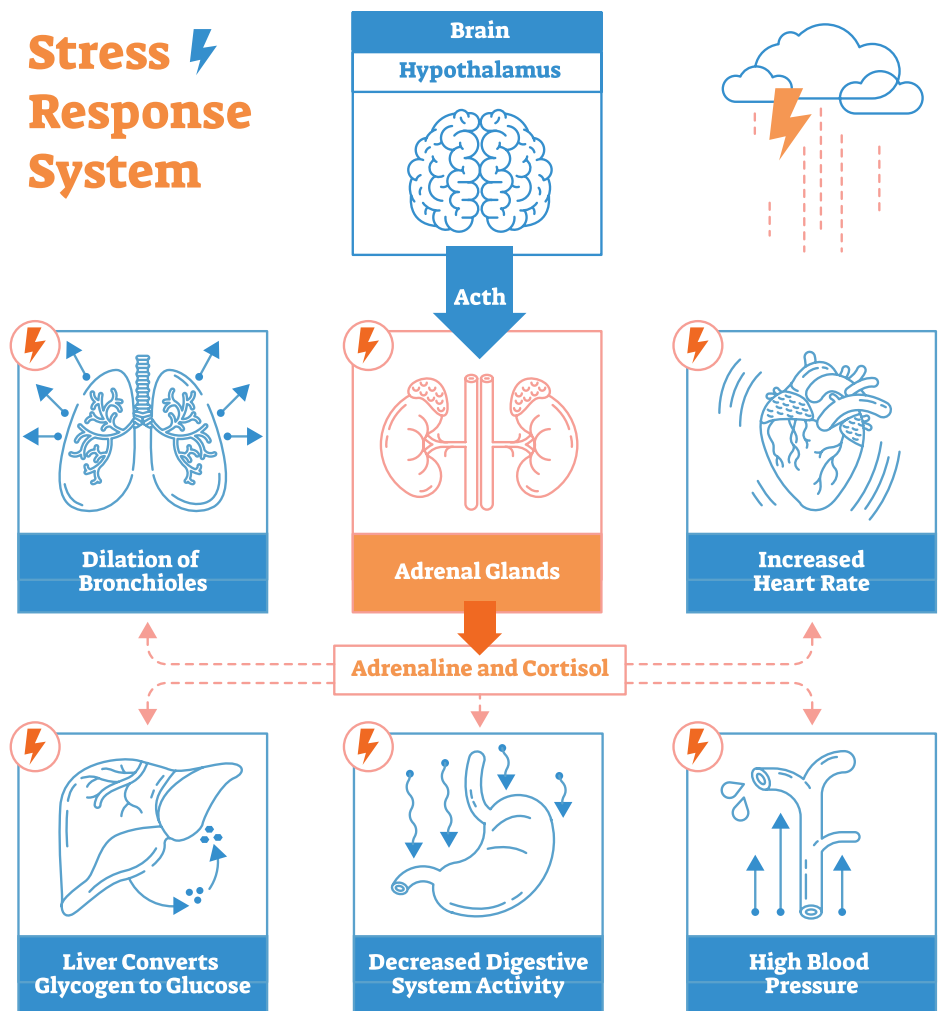 Stress
Response
System
Brain
Hypothalamus
Acth
Dilation of
Bronchioles
Adrenal Glands
Increased
Heart Rate
Adrenaline and Cortisol
Liver Converts
Glycogen to Glucose
Decreased Digestive
System Activity
High Blood
Pressure